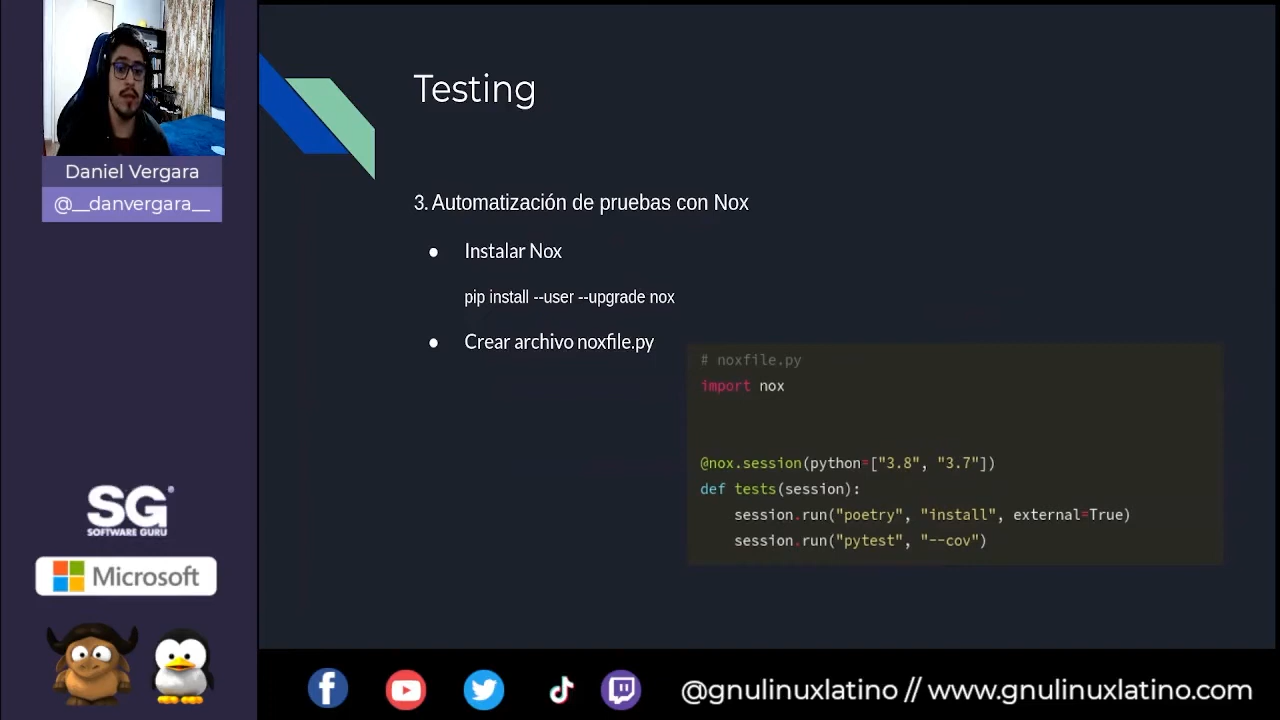 Daniel Vergara
@__danvergara__
SG
SOFTWARE GURU
Microsoft
Testing
3. Automatización de pruebas con Nox
● Instalar Nox
pip install --user --upgrade nox
● Crear archivo noxfile.py
# noxfile.py
import nox
@nox.session(python=["3.8", "3.7"])
def tests(session):
session.run("poetry", "install", external=True)
session.run("pytest", "--cov")
@gnulinuxlatino // www.gnulinuxlatino.com